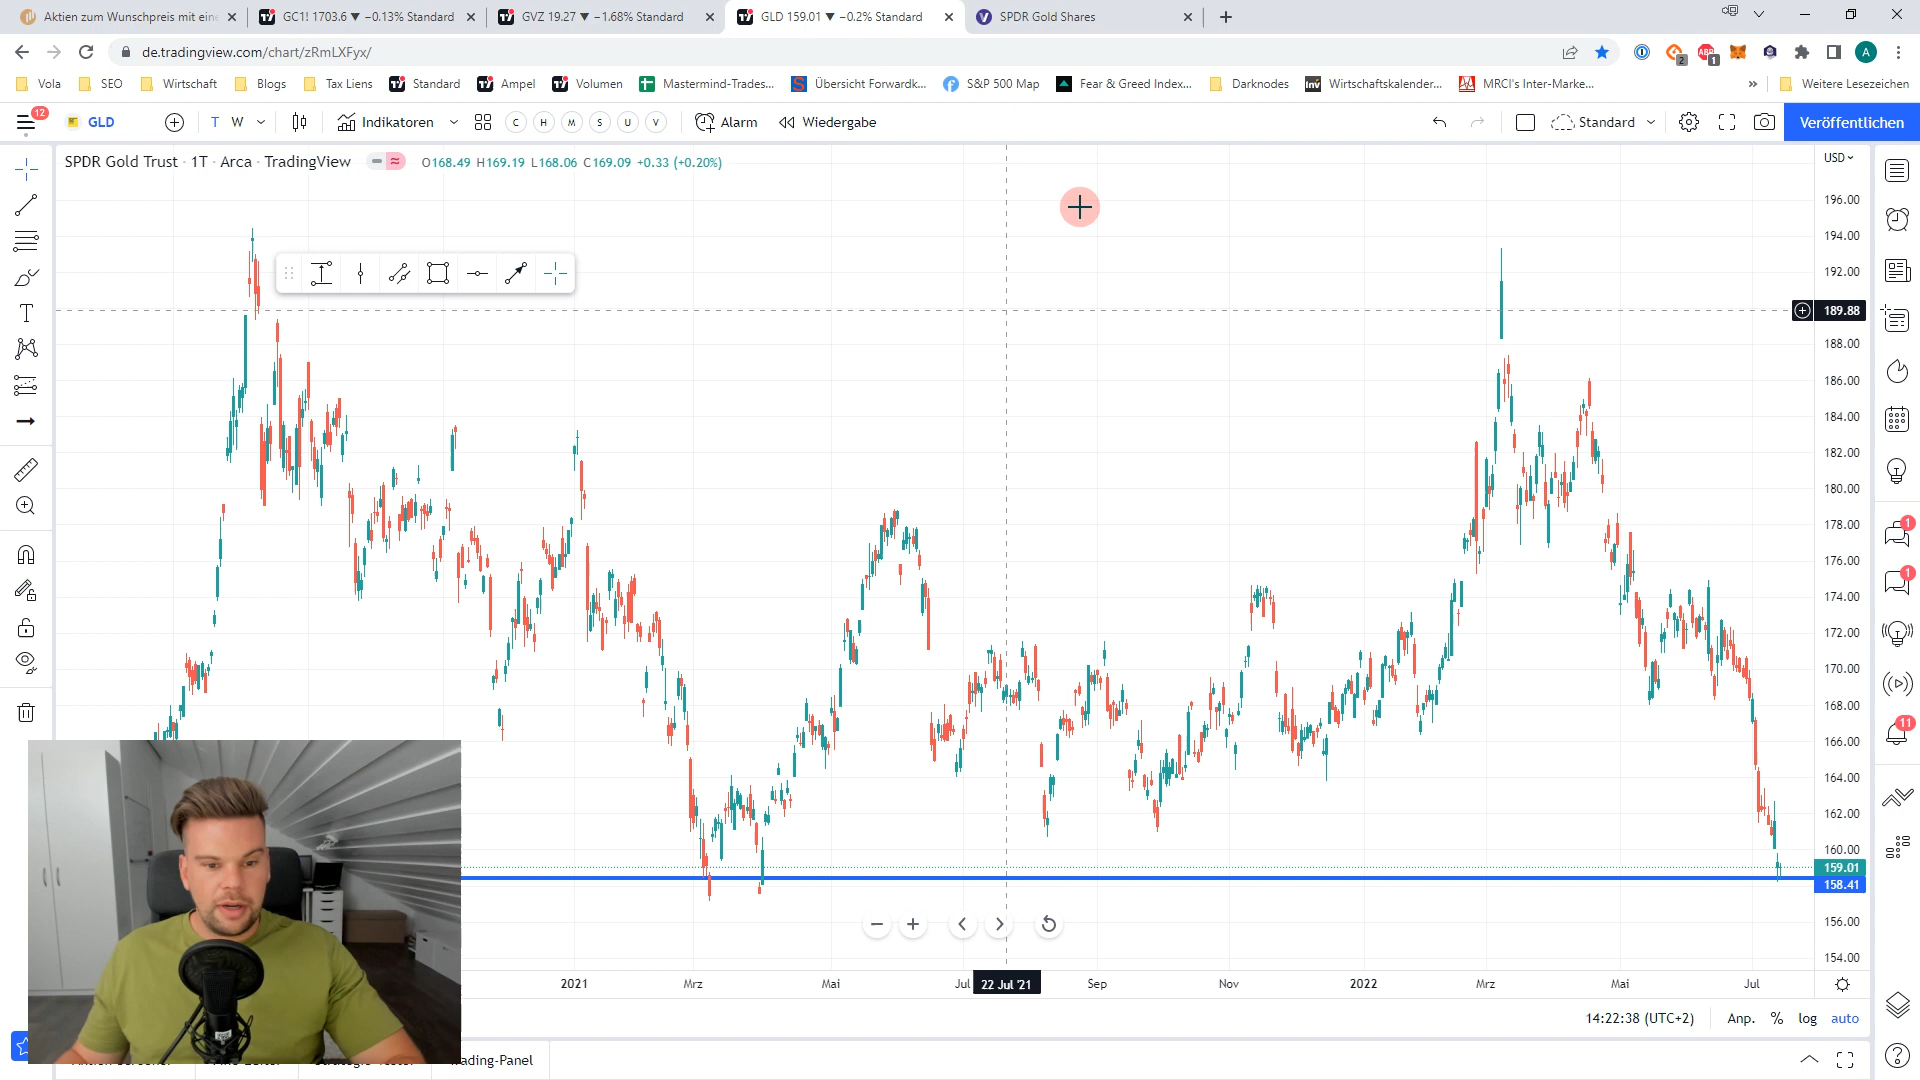 Aktien zum Wunschpreis mit eine
GC1! 1703.6 ▼ −0.13% Standard
GVZ 19.27 ▼ −1.68% Standard
GLD 159.01 ▼ −0.2% Standard
SPDR Gold Shares
de.tradingview.com/chart/zRmLXFyx/
2
1
A
Vola
SEO
Wirtschaft
Blogs
Tax Liens
Standard
Ampel
Volumen
Mastermind-Trades...
Übersicht Forwardk...
S&P 500 Map
Fear & Greed Index...
Darknodes
Wirtschaftskalender...
MRCI's Inter-Marke...
»
Weitere Lesezeichen
12
GLD
T W
Indikatoren
C H M S U V
Alarm
Wiedergabe
Standard
Veröffentlichen
SPDR Gold Trust · 1T · Arca · TradingView
O168.49 H169.19 L168.06 C169.09 +0.33 (+0.20%)
USD
196.00
194.00
192.00
189.88
188.00
186.00
184.00
182.00
180.00
178.00
176.00
174.00
172.00
170.00
168.00
166.00
164.00
162.00
160.00
159.01
158.41
156.00
154.00
1
1
11
2021
Mrz
Mai
Jul
22 Jul '21
Sep
Nov
2022
Mrz
Mai
Jul
14:22:38 (UTC+2)
Anp.
%
log
auto
ading-Panel